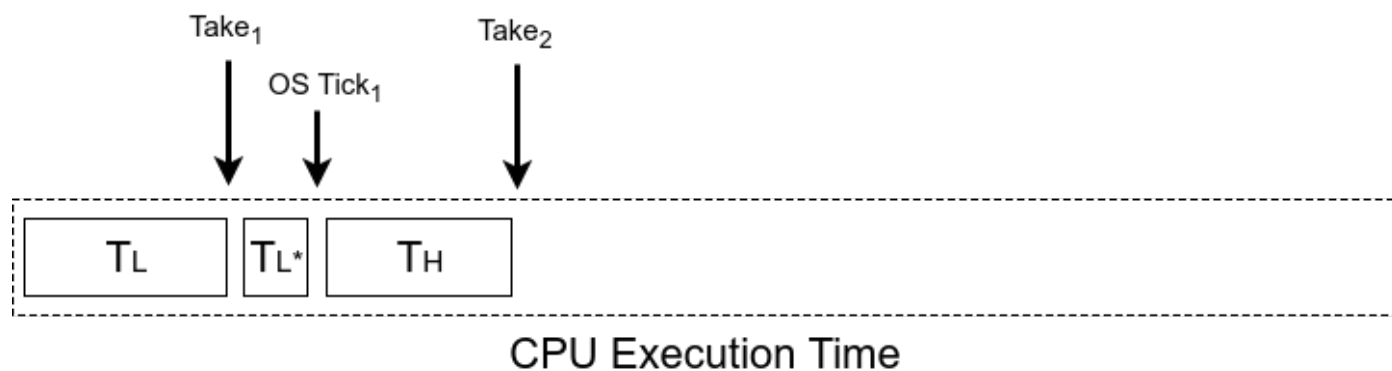 Take₁
Take₂
OS Tick₁
TL
TL*
TH
CPU Execution Time